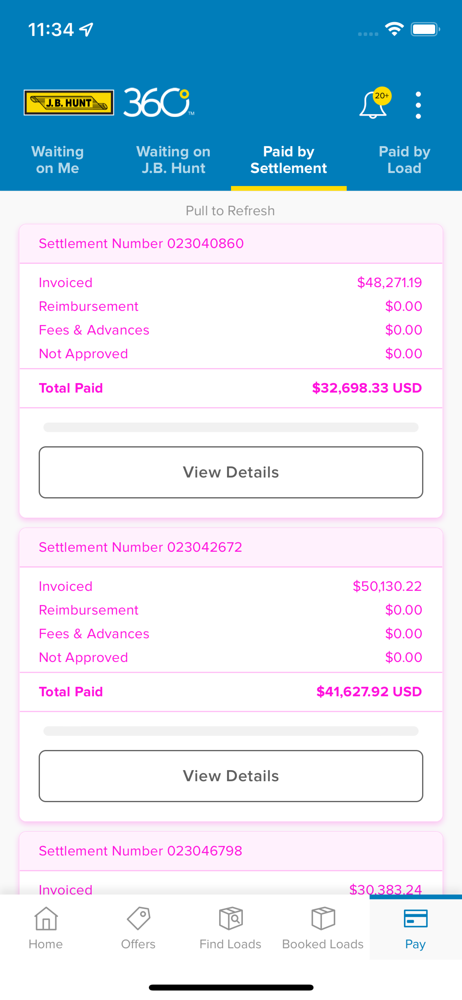 11:34
J.B. HUNT 360°™
20+
Waiting on Me
Waiting on J.B. Hunt
Paid by Settlement
Paid by Load
Pull to Refresh
Settlement Number 023040860
Invoiced $48,271.19
Reimbursement $0.00
Fees & Advances $0.00
Not Approved $0.00
Total Paid $32,698.33 USD
View Details
Settlement Number 023042672
Invoiced $50,130.22
Reimbursement $0.00
Fees & Advances $0.00
Not Approved $0.00
Total Paid $41,627.92 USD
View Details
Settlement Number 023046798
Invoiced $30,383.24
Home
Offers
Find Loads
Booked Loads
Pay